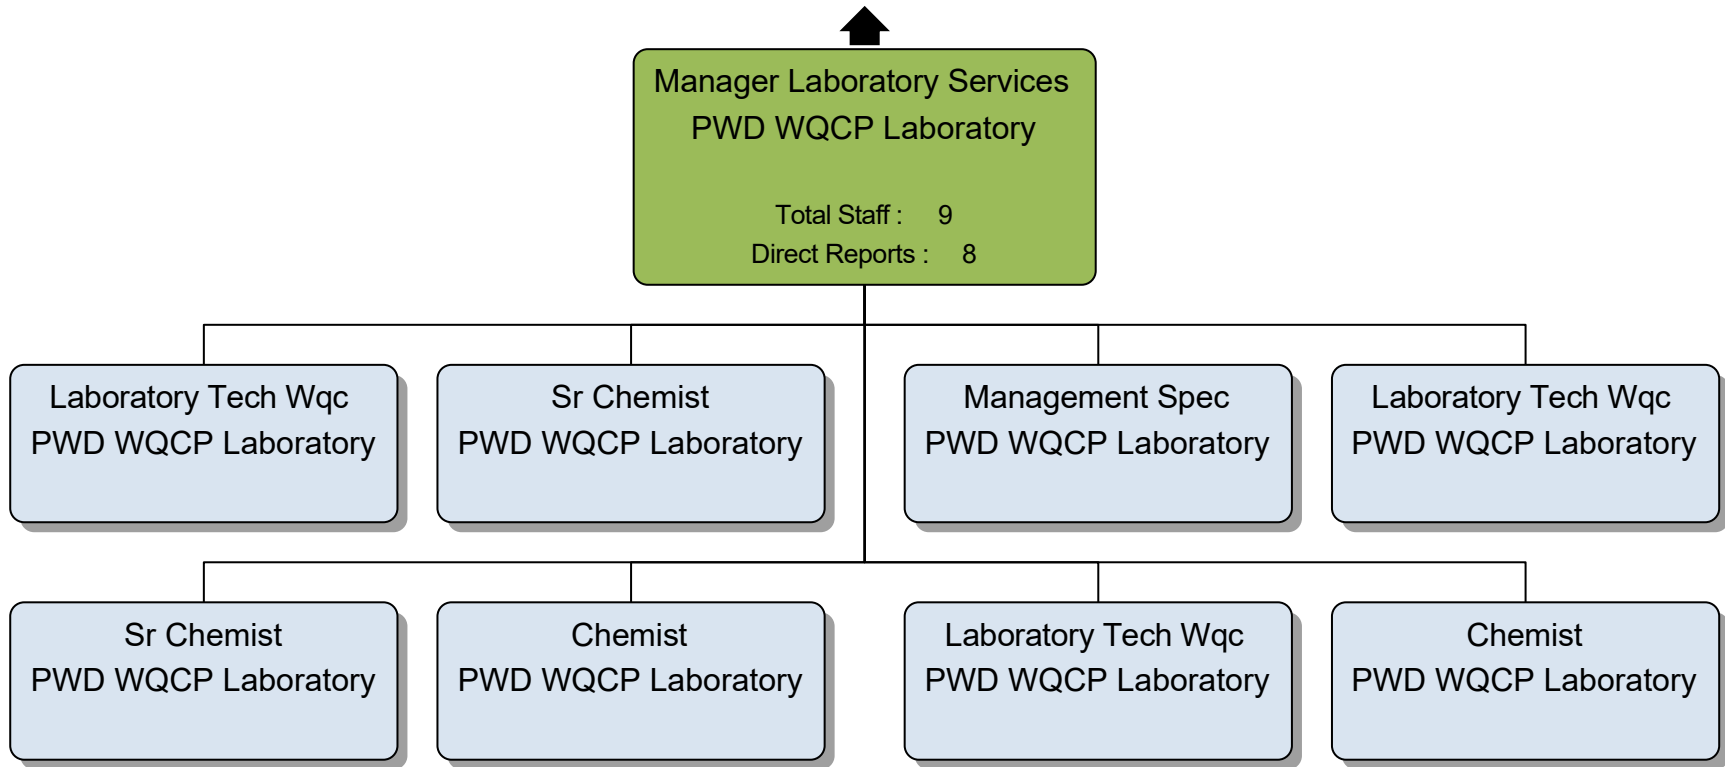 Manager Laboratory Services
PWD WQCP Laboratory
Total Staff : 9
Direct Reports : 8
Laboratory Tech Wqc
PWD WQCP Laboratory
Sr Chemist
PWD WQCP Laboratory
Management Spec
PWD WQCP Laboratory
Laboratory Tech Wqc
PWD WQCP Laboratory
Sr Chemist
PWD WQCP Laboratory
Chemist
PWD WQCP Laboratory
Laboratory Tech Wqc
PWD WQCP Laboratory
Chemist
PWD WQCP Laboratory